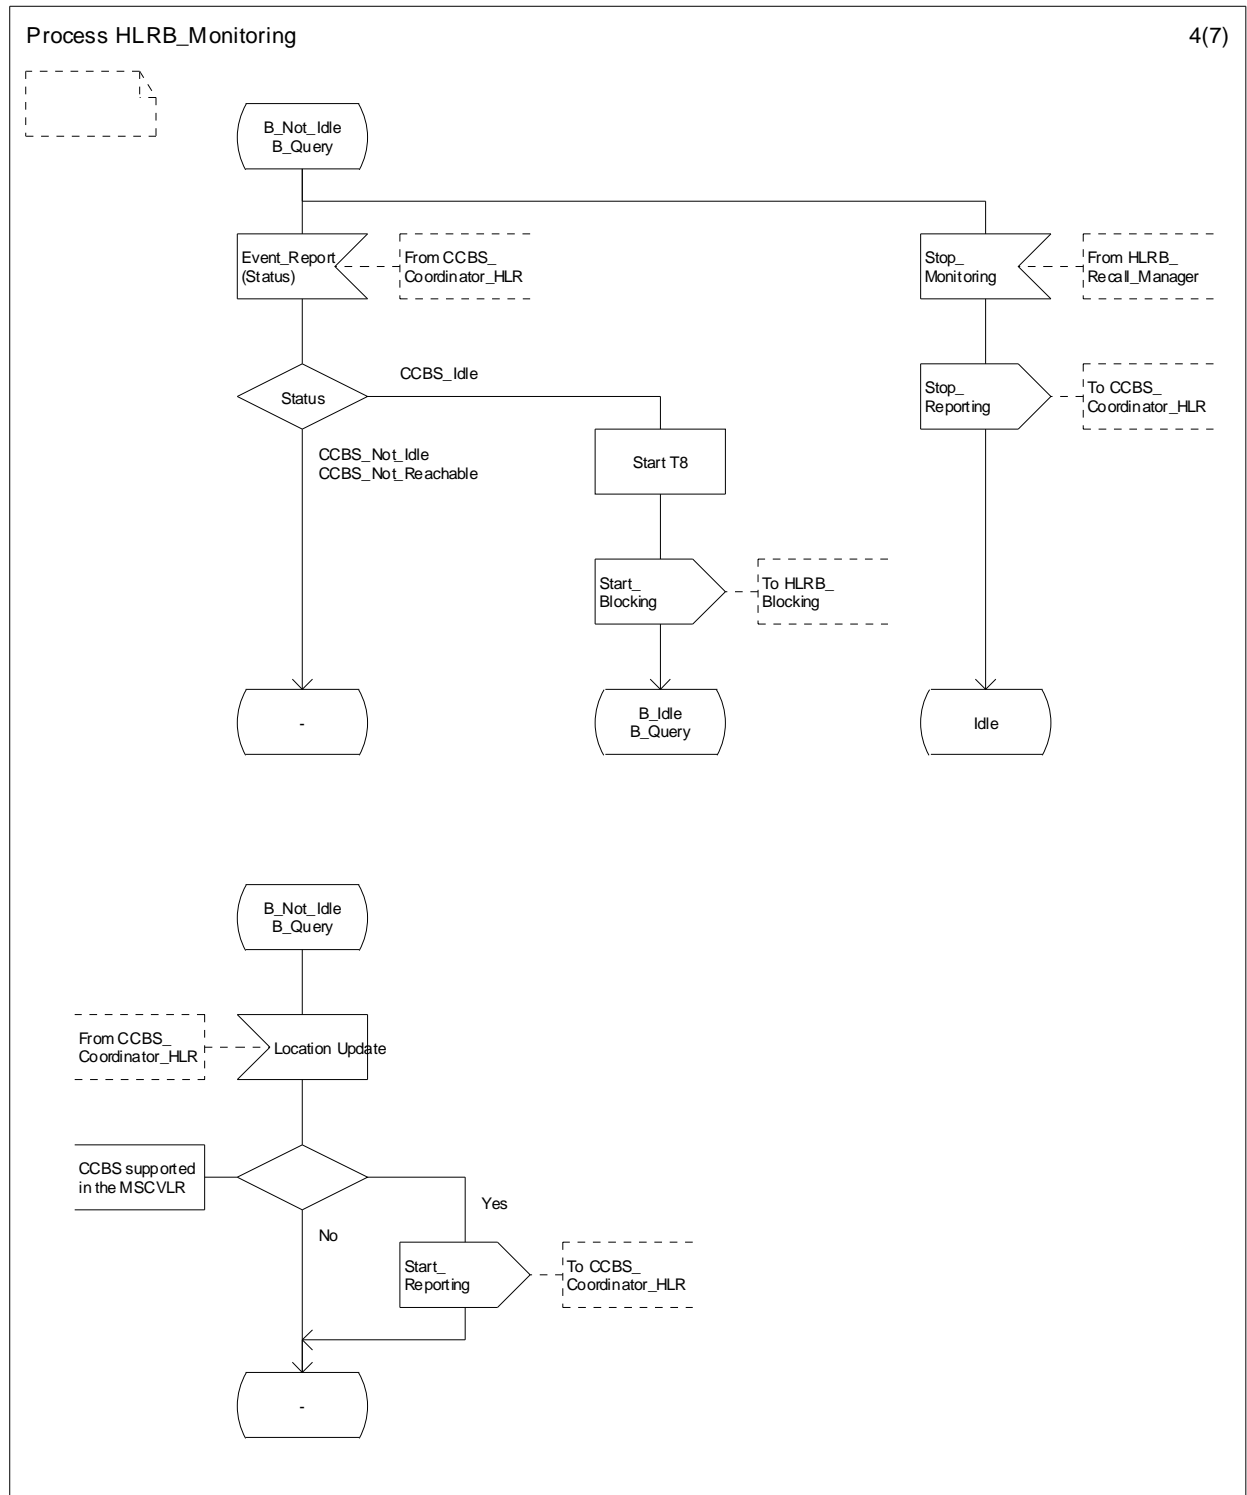 Process HLRB_Monitoring
4(7)
B_Not_Idle
B_Query
Event_Report
(Status)
From CCBS_
Coordinator_HLR
Stop_
Monitoring
From HLRB_
Recall_Manager
Status
CCBS_Idle
Stop_
Reporting
To CCBS_
Coordinator_HLR
CCBS_Not_Idle
CCBS_Not_Reachable
Start T8
Start_
Blocking
To HLRB_
Blocking
-
B_Idle
B_Query
Idle
B_Not_Idle
B_Query
From CCBS_
Coordinator_HLR
Location Update
CCBS supported
in the MSCVLR
Yes
No
Start_
Reporting
To CCBS_
Coordinator_HLR
-